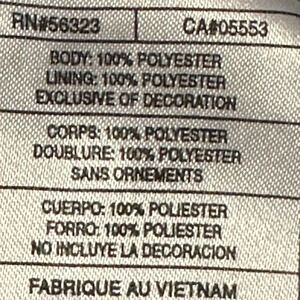 RN#56323 CA#05553
BODY: 100% POLYESTER
LINING: 100% POLYESTER
EXCLUSIVE OF DECORATION
CORPS: 100% POLYESTER
DOUBLURE: 100% POLYESTER
SANS ORNEMENTS
CUERPO: 100% POLIESTER
FORRO: 100% POLIESTER
NO INCLUYE LA DECORACION
FABRIQUE AU VIETNAM